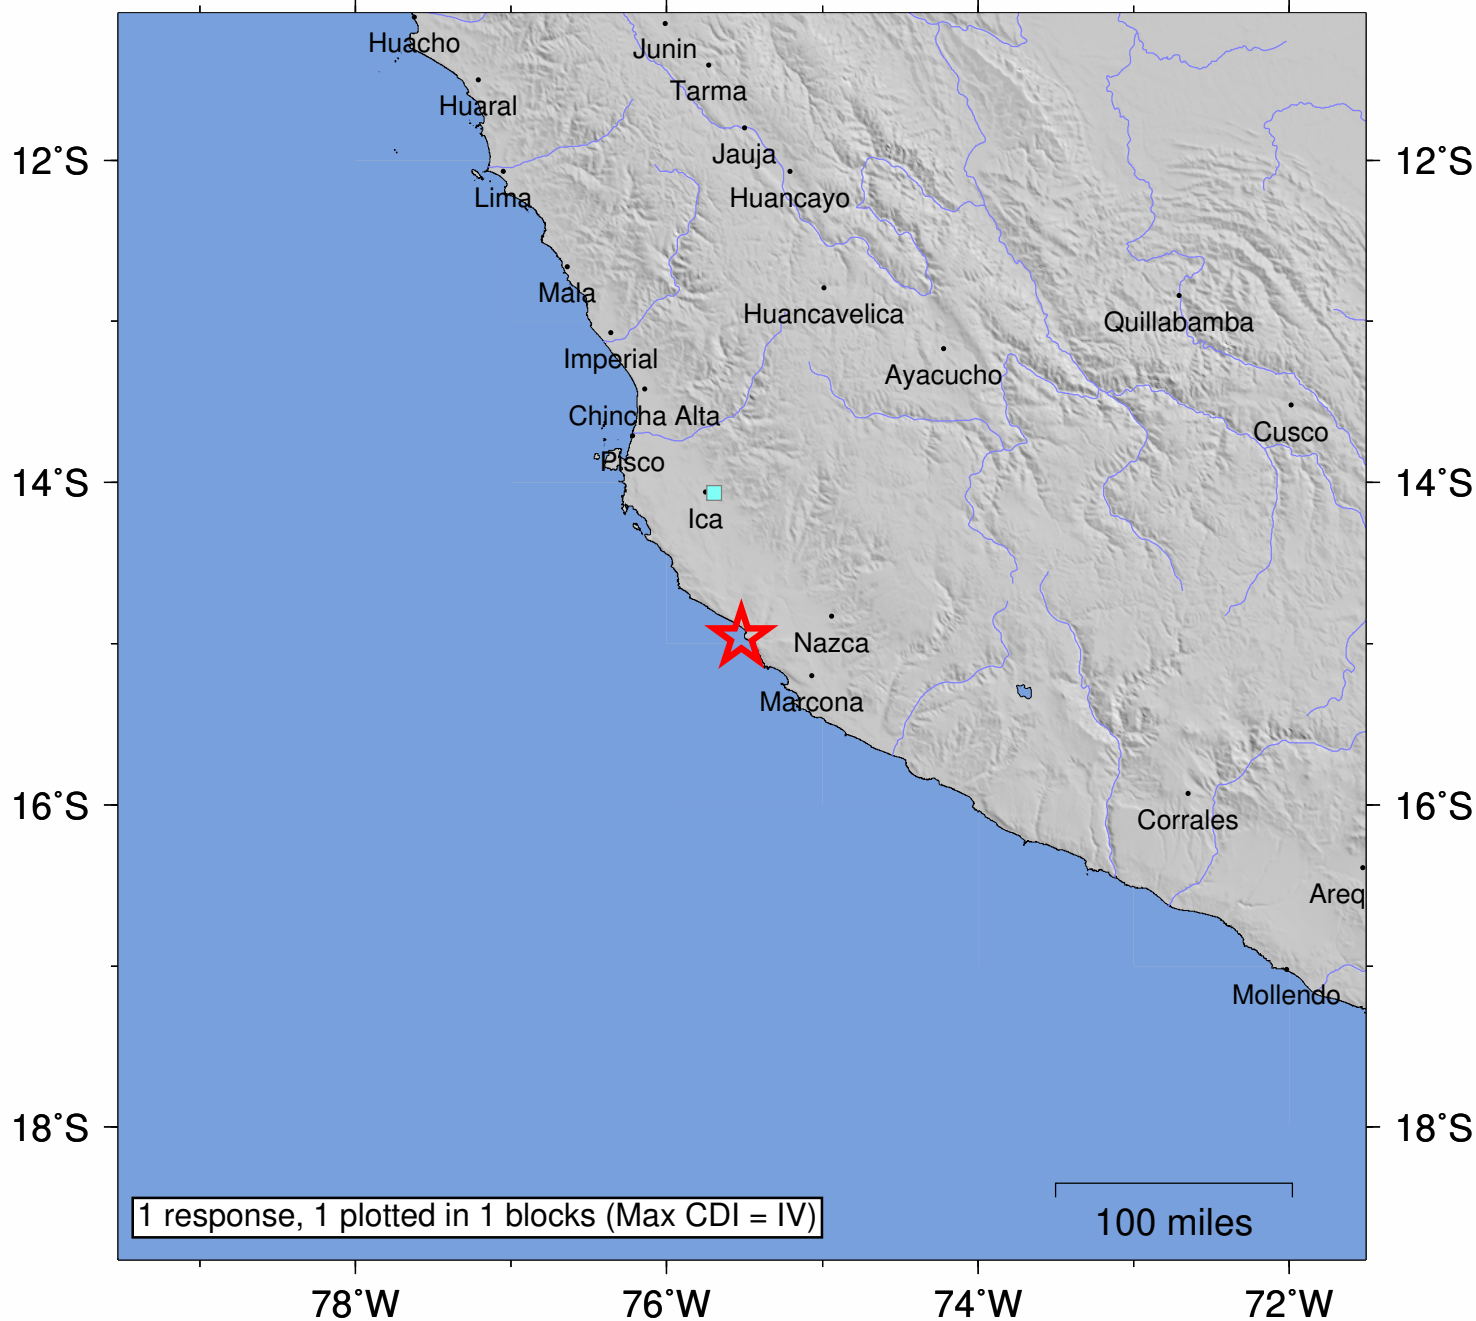 Huacho
Junin
Tarma
Huaral
Jauja
12˚S
12˚S
Lima
Huancayo
Mala
Huancavelica
Quillabamba
Imperial
Ayacucho
Chincha Alta
Cusco
Pisco
14˚S
14˚S
Ica
Nazca
Marcona
16˚S
16˚S
Corrales
Areq
Mollendo
18˚S
18˚S
1 response, 1 plotted in 1 blocks (Max CDI = IV)
100 miles
78˚W
76˚W
74˚W
72˚W